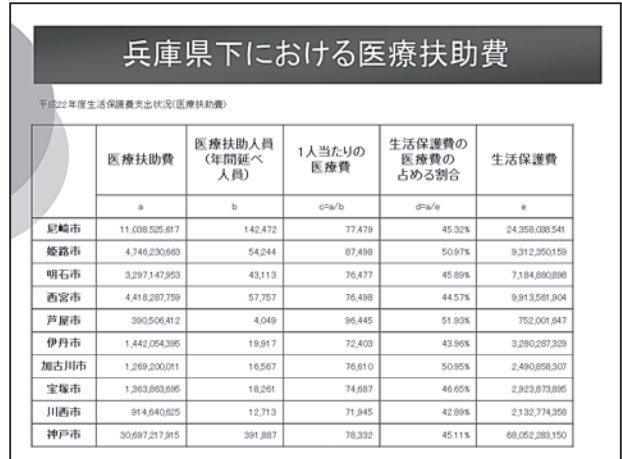 兵庫県下における医療扶助費
平成22年度生活保護費支出状況(医療扶助費)
医療扶助費 医療扶助人員 (年間延べ人員) 1人当たりの医療費 生活保護費の医療費の占める割合 生活保護費
a b c=a/b d=a/e e
尼崎市 11,038,525,617 142,472 77,479 45.32% 24,358,038,541
姫路市 4,746,230,663 54,244 87,498 50.97% 9,312,350,159
明石市 3,297,147,953 43,113 76,477 45.89% 7,184,880,898
西宮市 4,418,287,759 57,757 76,498 44.57% 9,913,561,904
芦屋市 390,506,412 4,049 96,445 51.93% 752,001,647
伊丹市 1,442,054,395 19,917 72,403 43.96% 3,280,287,329
加古川市 1,269,200,011 16,567 76,610 50.95% 2,490,858,307
宝塚市 1,363,863,695 18,261 74,687 46.65% 2,923,873,895
川西市 914,640,625 12,713 71,945 42.89% 2,132,774,358
神戸市 30,697,217,915 391,887 78,332 45.11% 68,052,283,150